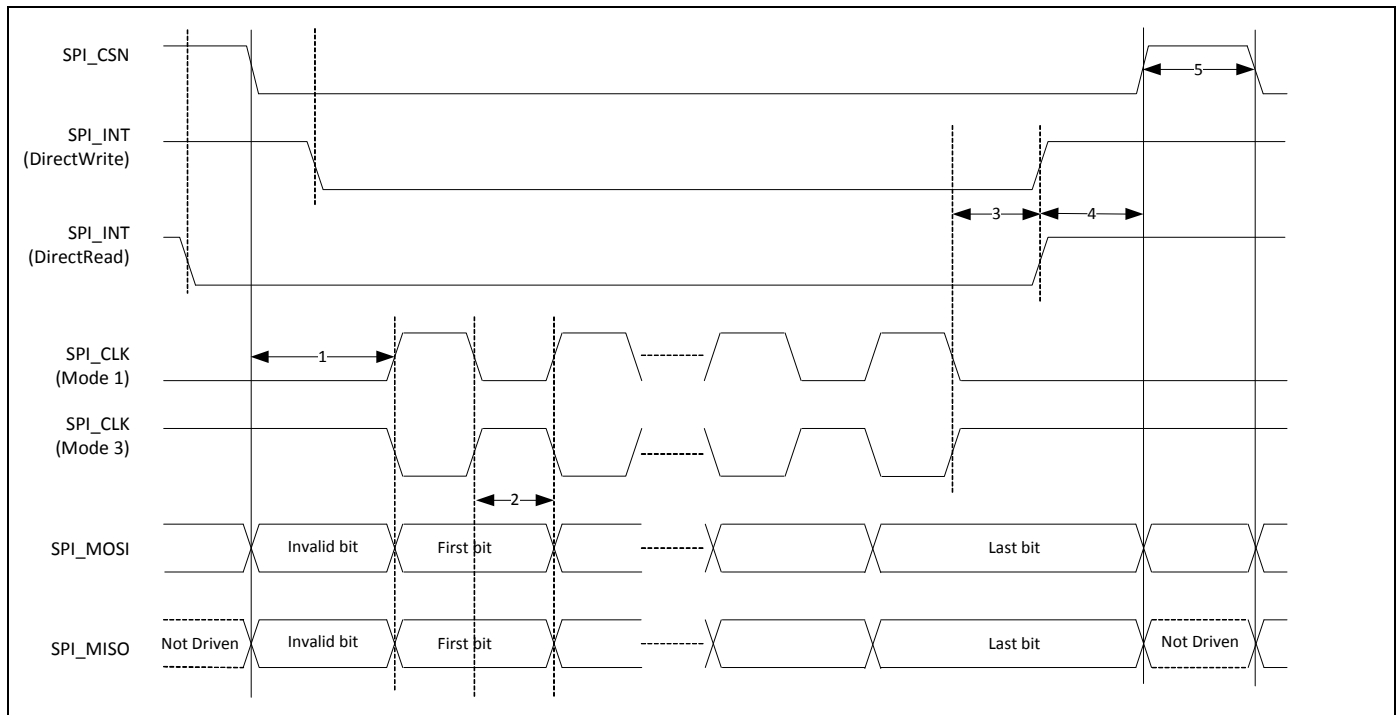 SPI_CSN
5
SPI_INT
(DirectWrite)
3
4
SPI_INT
(DirectRead)
SPI_CLK
(Mode 1)
1
SPI_CLK
(Mode 3)
2
SPI_MOSI
Invalid bit
First bit
Last bit
SPI_MISO
Not Driven
Invalid bit
First bit
Last bit
Not Driven